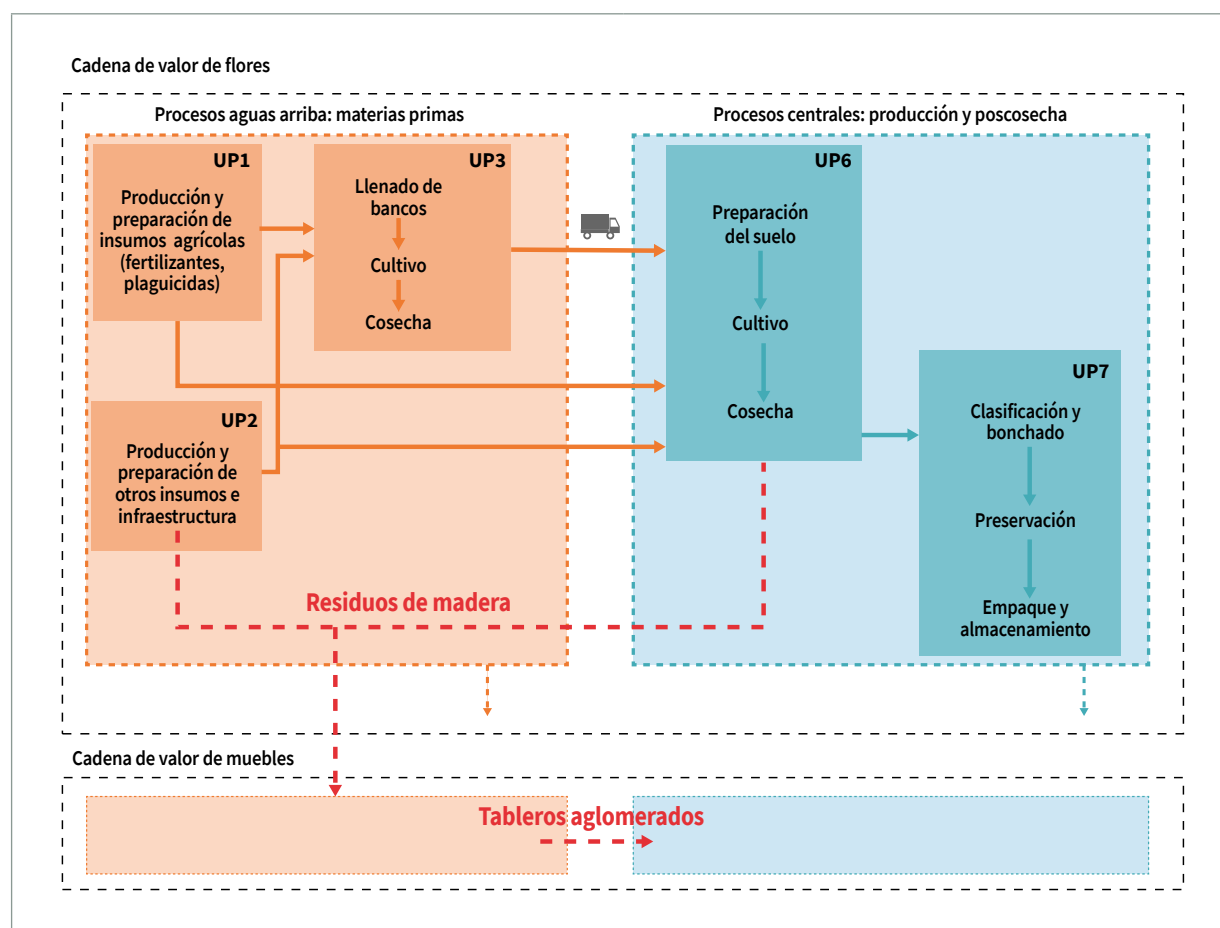 Cadena de valor de flores
Procesos aguas arriba: materias primas
UP1
Producción y
preparación de
insumos agrícolas
(fertilizantes,
plaguicidas)
UP3
Llenado de
bancos
Cultivo
Cosecha
UP2
Producción y
preparación de
otros insumos e
infraestructura
Procesos centrales: producción y poscosecha
UP6
Preparación
del suelo
Cultivo
Cosecha
UP7
Clasificación y
bonchado
Preservación
Empaque y
almacenamiento
Residuos de madera
Cadena de valor de muebles
Tableros aglomerados